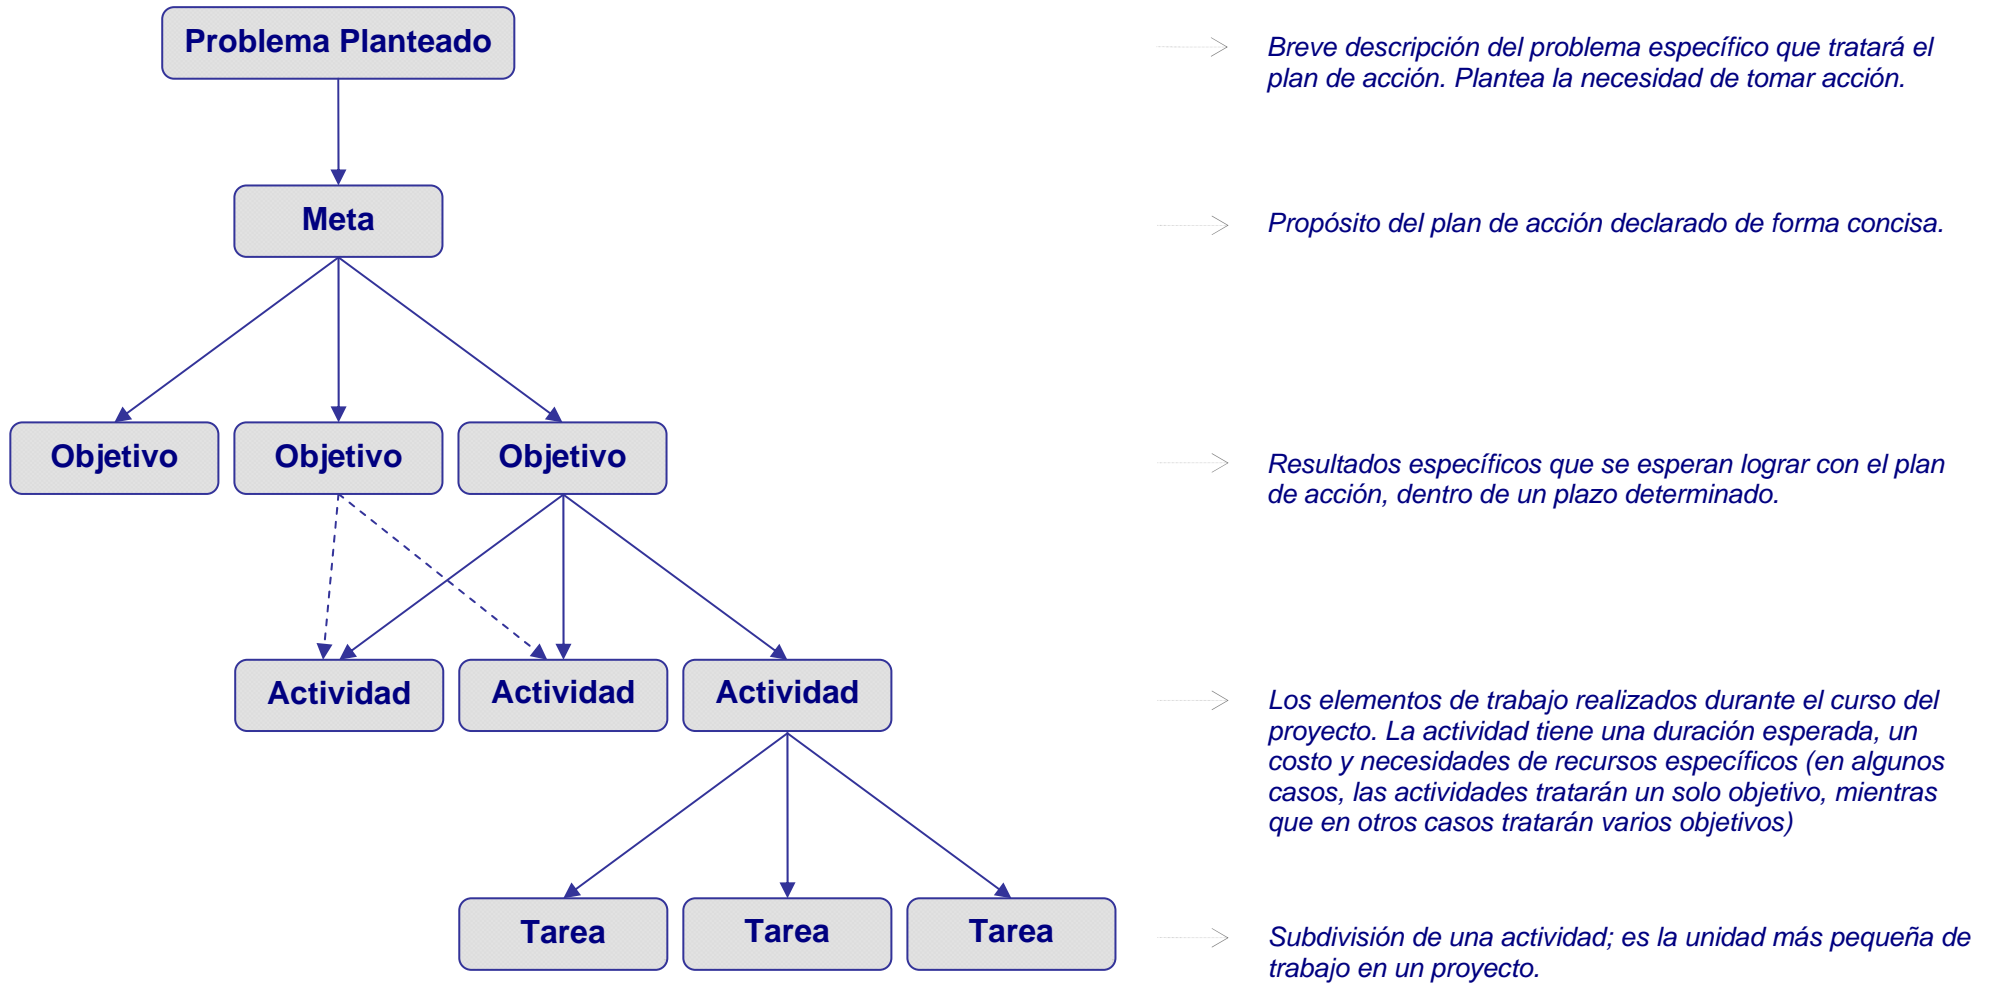 Problema Planteado
Breve descripción del problema específico que tratará el
plan de acción. Plantea la necesidad de tomar acción.
Meta
Propósito del plan de acción declarado de forma concisa.
Objetivo
Objetivo
Objetivo
Resultados específicos que se esperan lograr con el plan
de acción, dentro de un plazo determinado.
Actividad
Actividad
Actividad
Los elementos de trabajo realizados durante el curso del
proyecto. La actividad tiene una duración esperada, un
costo y necesidades de recursos específicos (en algunos
casos, las actividades tratarán un solo objetivo, mientras
que en otros casos tratarán varios objetivos)
Tarea
Tarea
Tarea
Subdivisión de una actividad; es la unidad más pequeña de
trabajo en un proyecto.